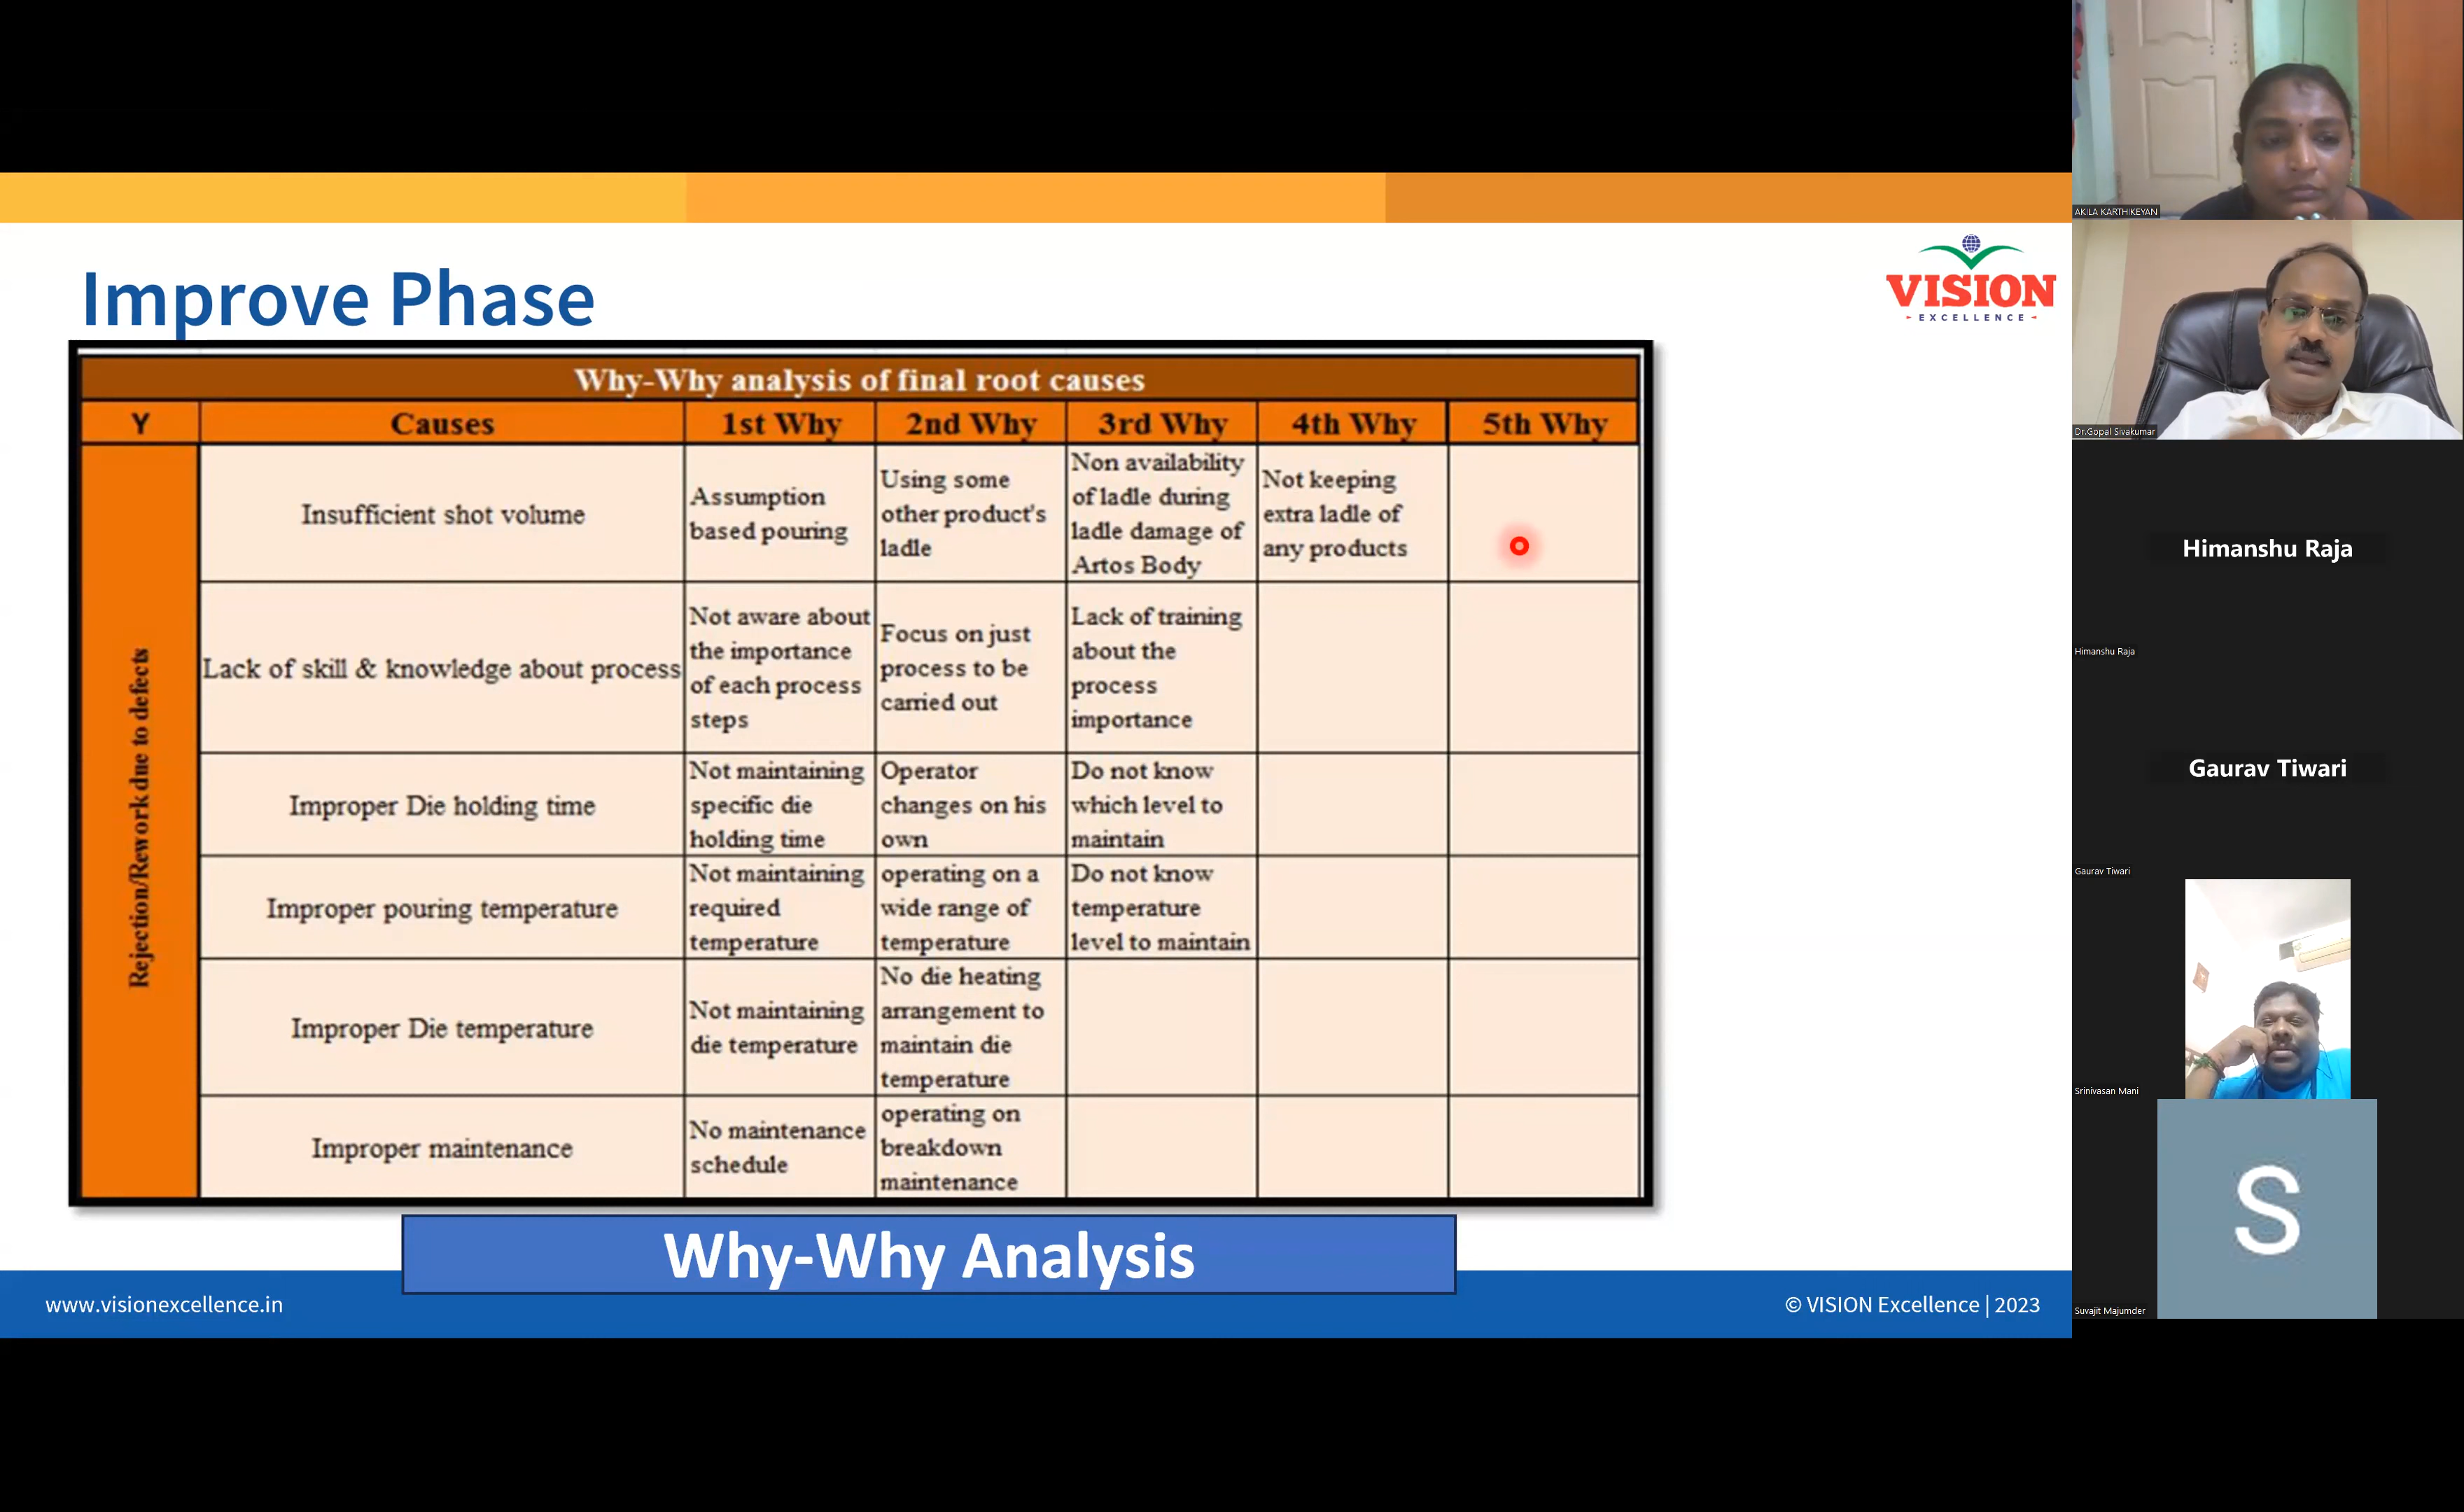 Improve Phase
VISION
EXCELLENCE
Why-Why analysis of final root causes
Y
Causes
1st Why
2nd Why
3rd Why
4th Why
5th Why
Rejection/Rework due to defects
Insufficient shot volume
Assumption
based pouring
Using some
other product's
ladle
Non availability
of ladle during
ladle damage of
Artos Body
Not keeping
extra ladle of
any products
Lack of skill & knowledge about process
Not aware about
the importance
of each process
steps
Focus on just
process to be
carried out
Lack of training
about the
process
importance
Improper Die holding time
Not maintaining
specific die
holding time
Operator
changes on his
own
Do not know
which level to
maintain
Improper pouring temperature
Not maintaining
required
temperature
operating on a
wide range of
temperature
Do not know
temperature
level to maintain
Improper Die temperature
Not maintaining
die temperature
No die heating
arrangement to
maintain die
temperature
Improper maintenance
No maintenance
schedule
operating on
breakdown
maintenance
Why-Why Analysis
www.visionexcellence.in
© VISION Excellence | 2023
AKILA KARTHIKEYAN
Dr.Gopal Sivakumar
Himanshu Raja
Himanshu Raja
Gaurav Tiwari
Gaurav Tiwari
Srinivasan Mani
S
Suvajit Majumder